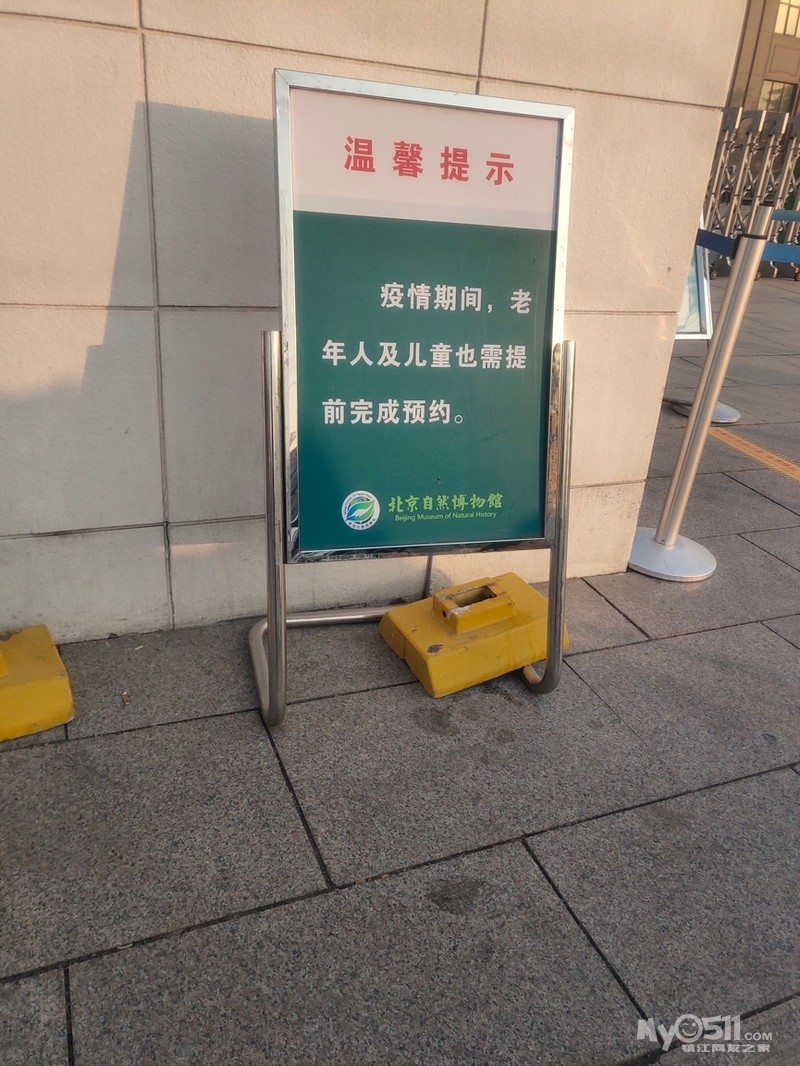 温馨提示
疫情期间，老
年人及儿童也需提
前完成预约。
北京自然博物馆
Beijing Museum of Natural History
My0511.COM
镇江网友之家